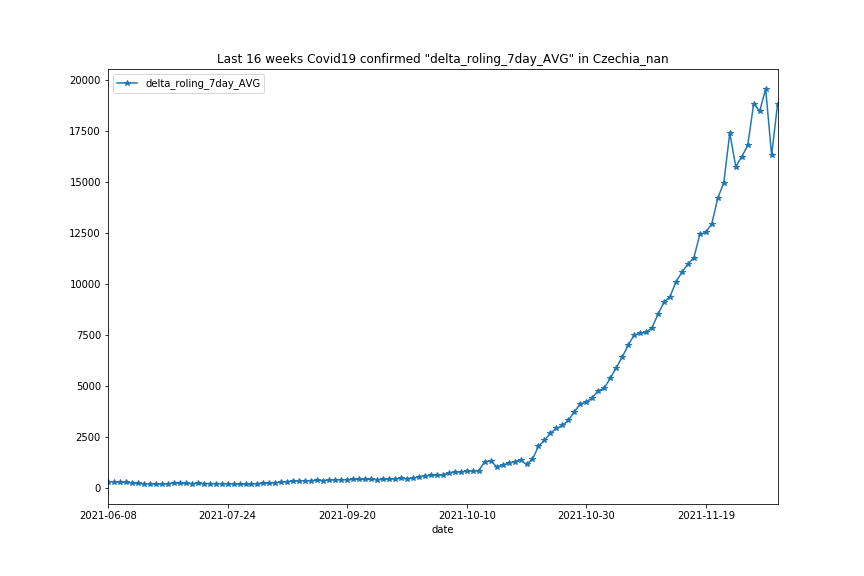 Last 16 weeks Covid19 confirmed "delta_roling_7day_AVG" in Czechia_nan
delta_roling_7day_AVG
20000
17500
15000
12500
10000
7500
5000
2500
0
2021-06-08 2021-07-24 2021-09-20 2021-10-10 2021-10-30 2021-11-19
date